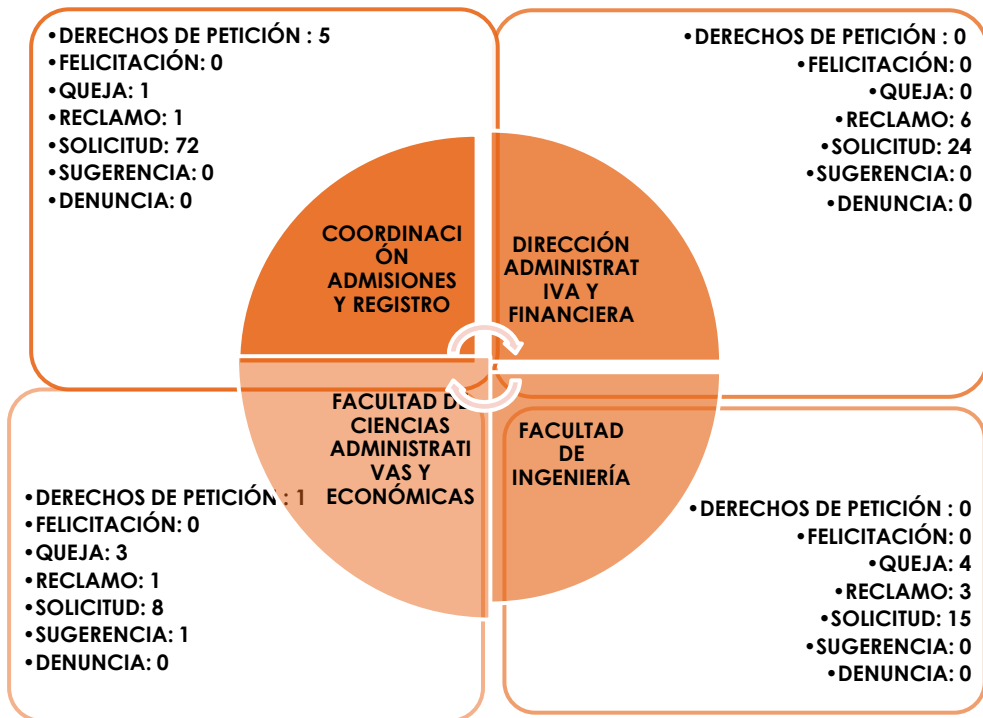 •DERECHOS DE PETICIÓN : 5
•FELICITACIÓN: 0
•QUEJA: 1
•RECLAMO: 1
•SOLICITUD: 72
•SUGERENCIA: 0
•DENUNCIA: 0
•DERECHOS DE PETICIÓN : 0
•FELICITACIÓN: 0
•QUEJA: 0
•RECLAMO: 6
•SOLICITUD: 24
•SUGERENCIA: 0
•DENUNCIA: 0
COORDINACI
ÓN
ADMISIONES
Y REGISTRO
DIRECCIÓN
ADMINISTRAT
IVA Y
FINANCIERA
FACULTAD DE
CIENCIAS
ADMINISTRATI
VAS Y
ECONÓMICAS
FACULTAD
DE
INGENIERÍA
•DERECHOS DE PETICIÓN : 1
•FELICITACIÓN: 0
•QUEJA: 3
•RECLAMO: 1
•SOLICITUD: 8
•SUGERENCIA: 1
•DENUNCIA: 0
•DERECHOS DE PETICIÓN : 0
•FELICITACIÓN: 0
•QUEJA: 4
•RECLAMO: 3
•SOLICITUD: 15
•SUGERENCIA: 0
•DENUNCIA: 0